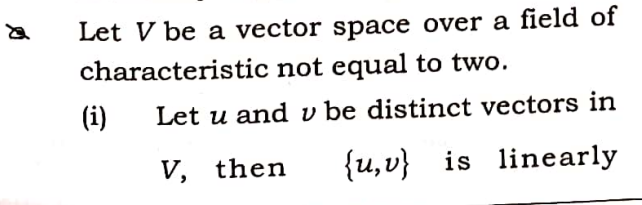 Let V be a vector space over a field of
characteristic not equal to two.
(i) Let u and v be distinct vectors in
V, then {u,v} is linearly